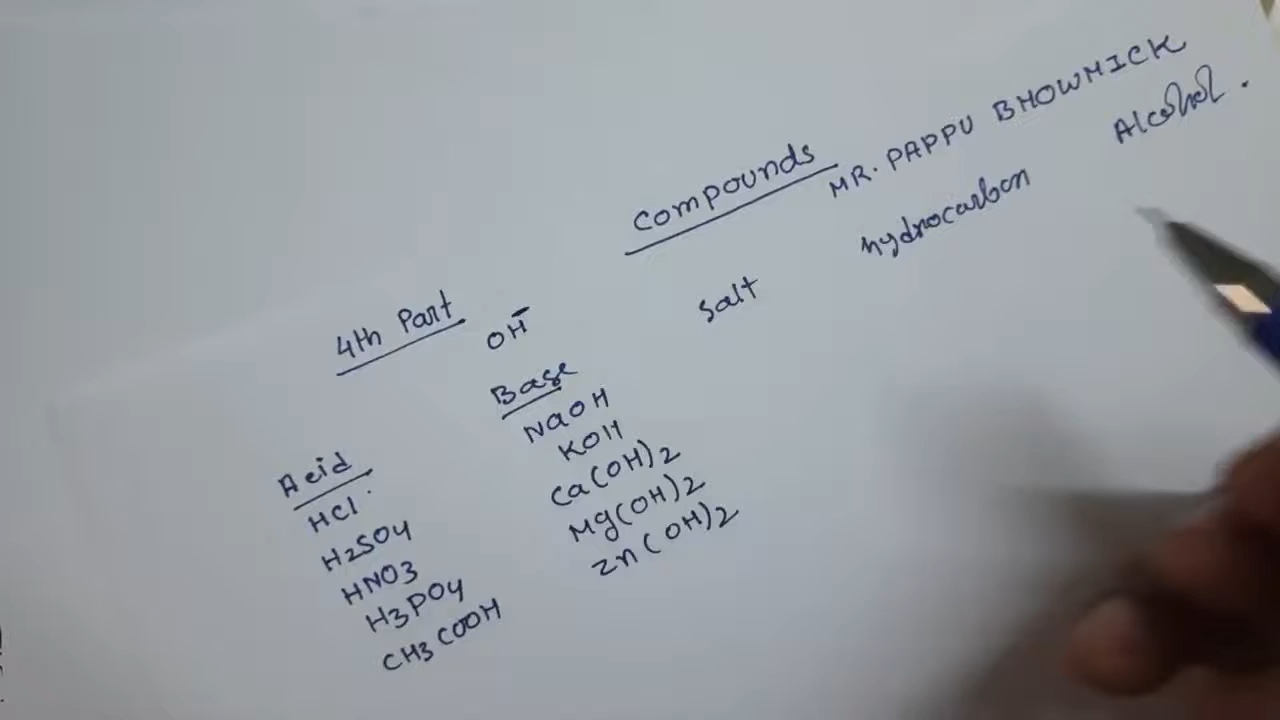 MR. PAPPU BHOWMICK
Compounds
Alcohol.
hydrocarbon
Salt
4th Part
OH-
Base
NaOH
KOH
Ca(OH)2
Mg(OH)2
Zn(OH)2
Acid
HCl
H2SO4
HNO3
H3PO4
CH3COOH